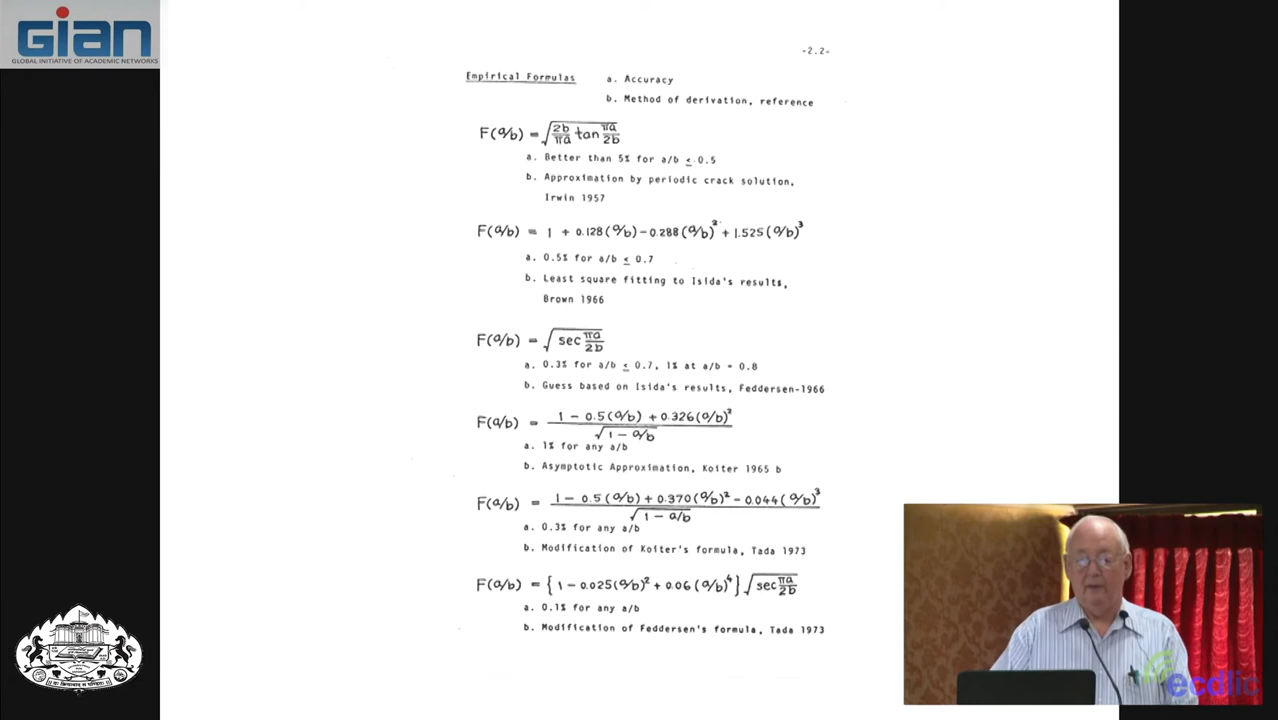 GIAN
GLOBAL INITIATIVE OF ACADEMIC NETWORKS
-2.2-
Empirical Formulas
a. Accuracy
b. Method of derivation, reference
F(a/b) = √(2b/πa tan πa/2b)
a. Better than 5% for a/b ≤ 0.5
b. Approximation by periodic crack solution,
Irwin 1957
F(a/b) = 1 + 0.128(a/b) - 0.288(a/b)² + 1.525(a/b)³
a. 0.5% for a/b ≤ 0.7
b. Least square fitting to Isida's results,
Brown 1966
F(a/b) = √(sec πa/2b)
a. 0.3% for a/b ≤ 0.7, 1% at a/b = 0.8
b. Guess based on Isida's results, Feddersen-1966
F(a/b) = (1 - 0.5(a/b) + 0.326(a/b)²) / √(1 - a/b)
a. 1% for any a/b
b. Asymptotic Approximation, Koiter 1965 b
F(a/b) = (1 - 0.5(a/b) + 0.370(a/b)² - 0.044(a/b)³) / √(1 - a/b)
a. 0.3% for any a/b
b. Modification of Koiter's formula, Tada 1973
F(a/b) = {1 - 0.025(a/b)² + 0.06(a/b)⁴} √(sec πa/2b)
a. 0.1% for any a/b
b. Modification of Feddersen's formula, Tada 1973
ecdlic